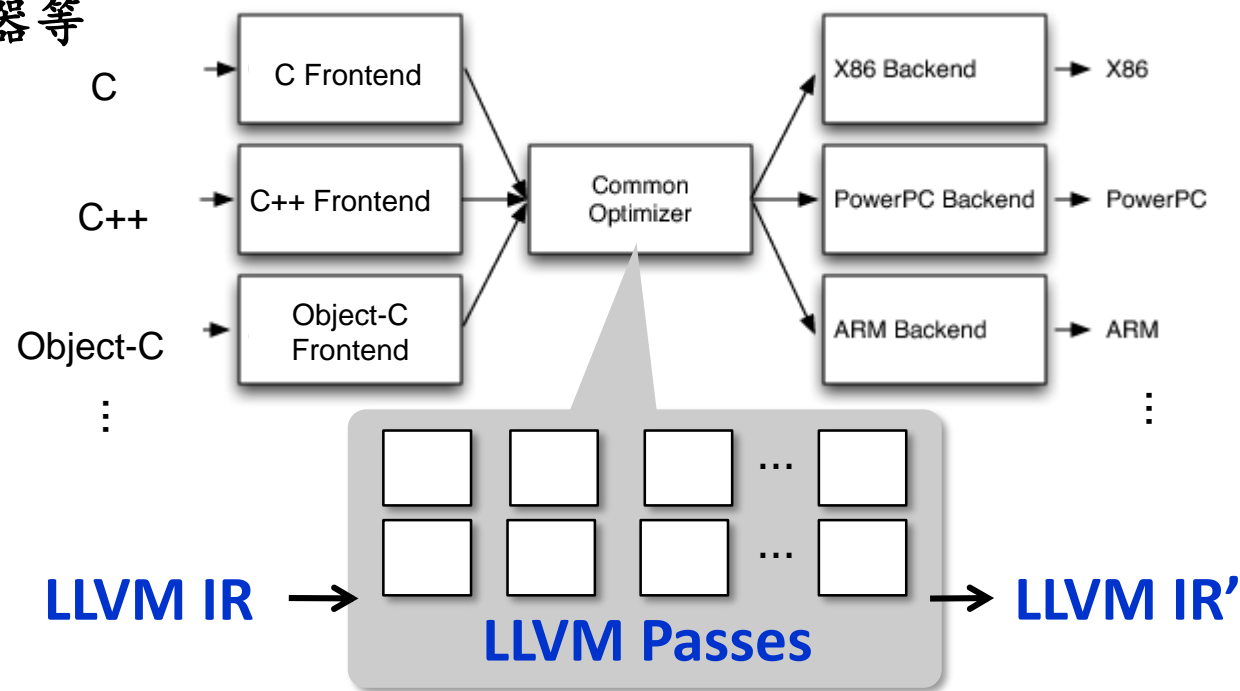 器等
C
C Frontend
X86 Backend
X86
C++
C++ Frontend
Common
Optimizer
PowerPC Backend
PowerPC
Object-C
Object-C
Frontend
ARM Backend
ARM
⋮
⋮
...
...
LLVM IR
LLVM IR’
LLVM Passes